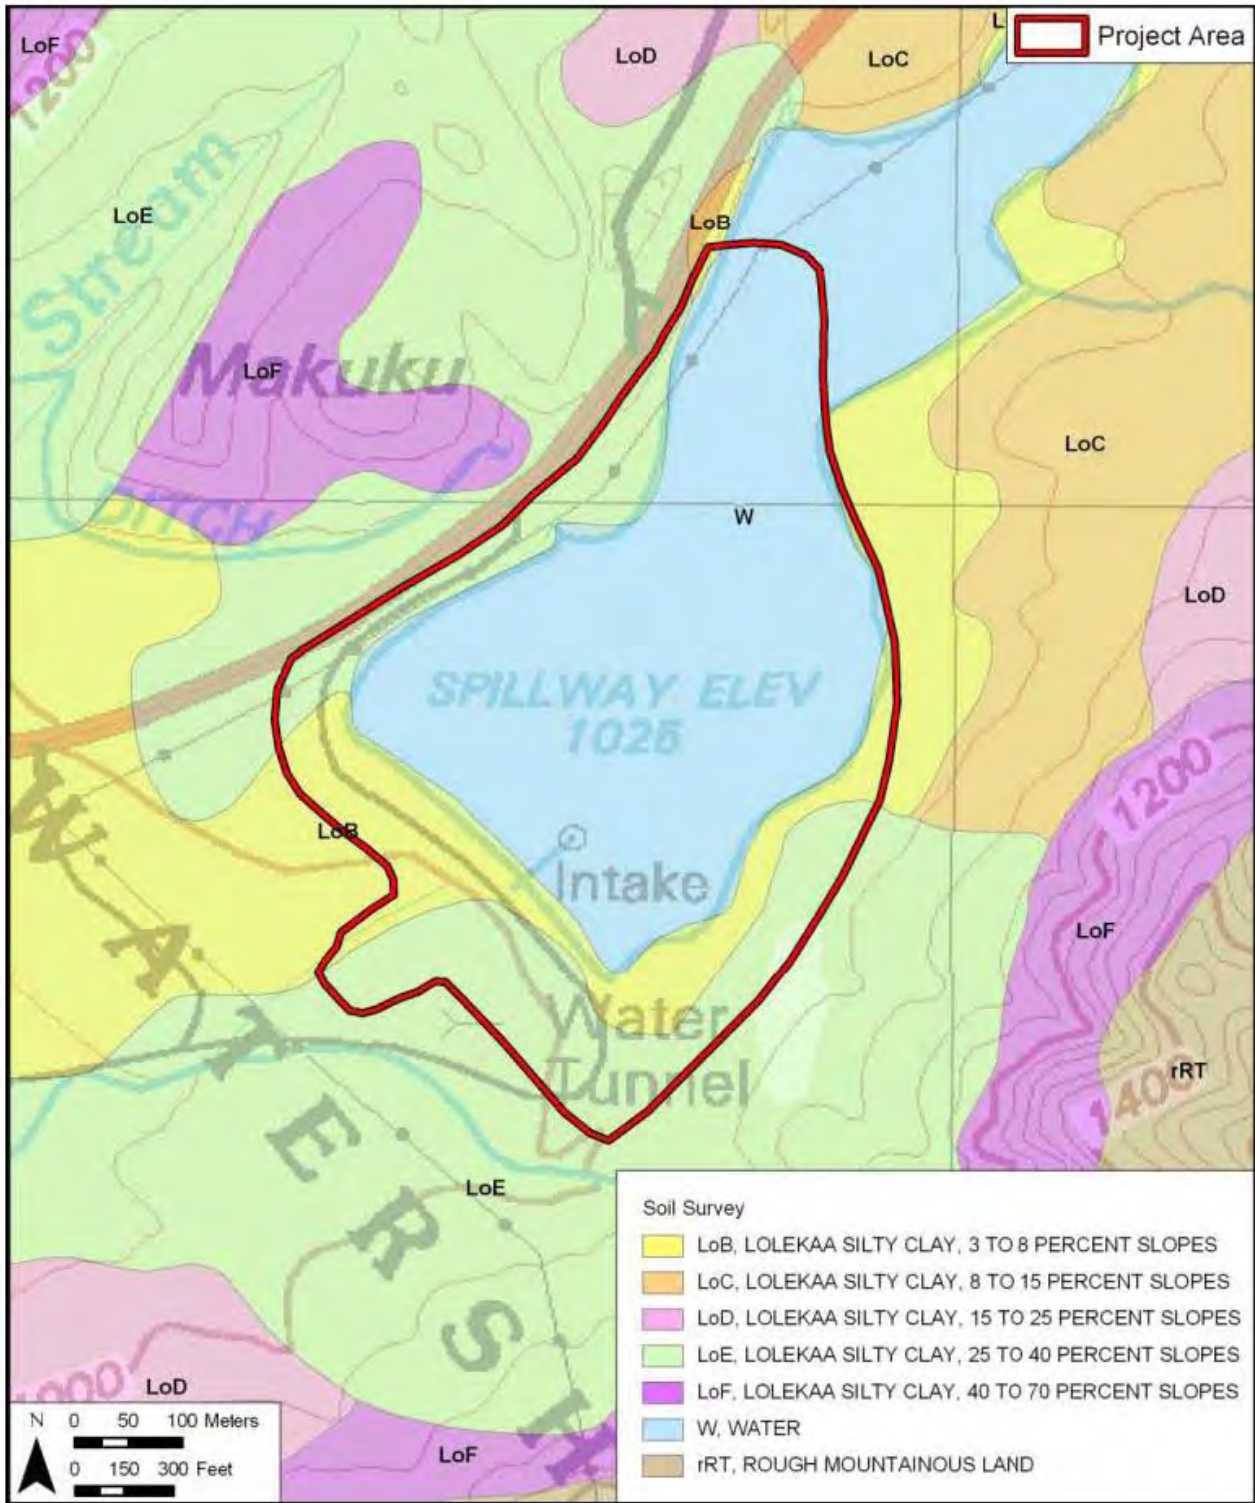 L
Project Area
LoF
LoD
LoC
1200
LoE
Stream
LoB
Makuku
LoF
LoC
DITCH
W
LoD
SPILLWAY ELEV
1025
1200
LoB
Intake
LoF
WATERSH
Water
Tunnel
rRT
1400
LoE
Soil Survey
LoB, LOLEKAA SILTY CLAY, 3 TO 8 PERCENT SLOPES
LoC, LOLEKAA SILTY CLAY, 8 TO 15 PERCENT SLOPES
LoD, LOLEKAA SILTY CLAY, 15 TO 25 PERCENT SLOPES
LoE, LOLEKAA SILTY CLAY, 25 TO 40 PERCENT SLOPES
LoF, LOLEKAA SILTY CLAY, 40 TO 70 PERCENT SLOPES
W, WATER
rRT, ROUGH MOUNTAINOUS LAND
LoD
LoF
N 0 50 100 Meters
0 150 300 Feet